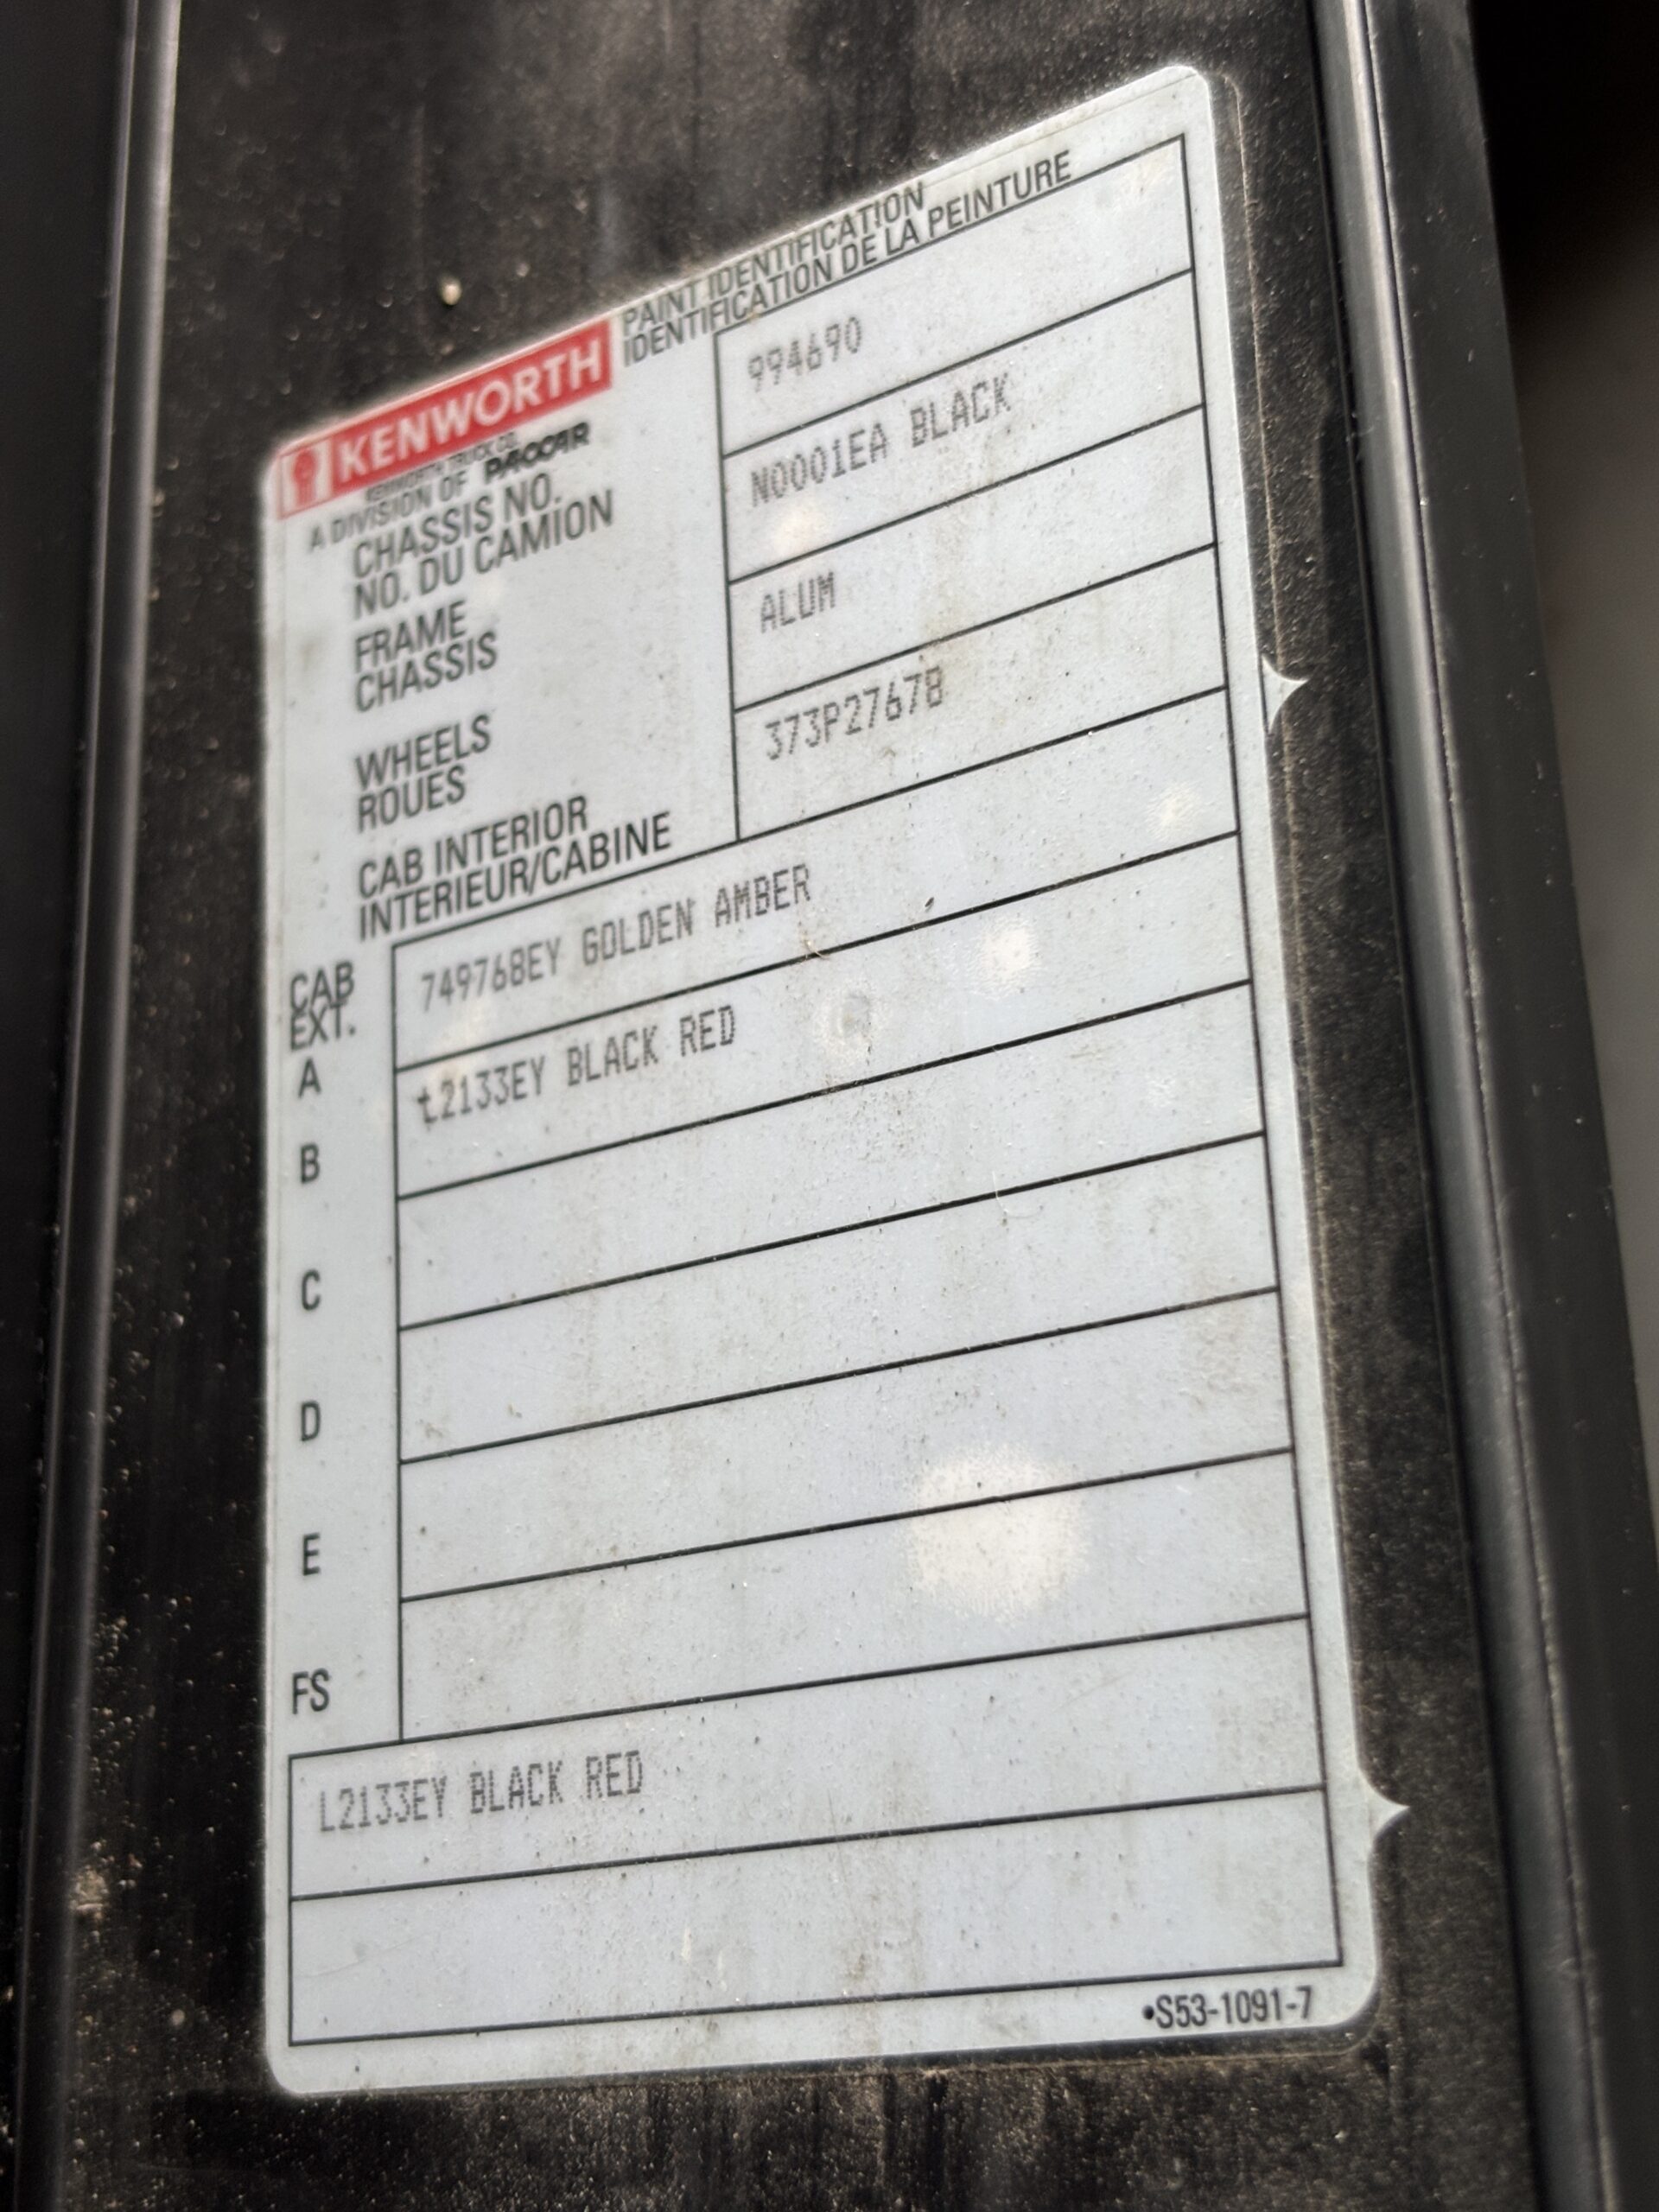 KENWORTH
PAINT IDENTIFICATION
IDENTIFICATION DE LA PEINTURE
KENWORTH TRUCK CO.
A DIVISION OF PACCAR
CHASSIS NO.
NO. DU CAMION
994690
FRAME
CHASSIS
N0001EA BLACK
WHEELS
ROUES
ALUM
CAB INTERIOR
INTERIEUR/CABINE
373P27678
CAB
EXT.
A
749768EY GOLDEN AMBER
B
L2133EY BLACK RED
C
D
E
FS
L2133EY BLACK RED
•S53-1091-7